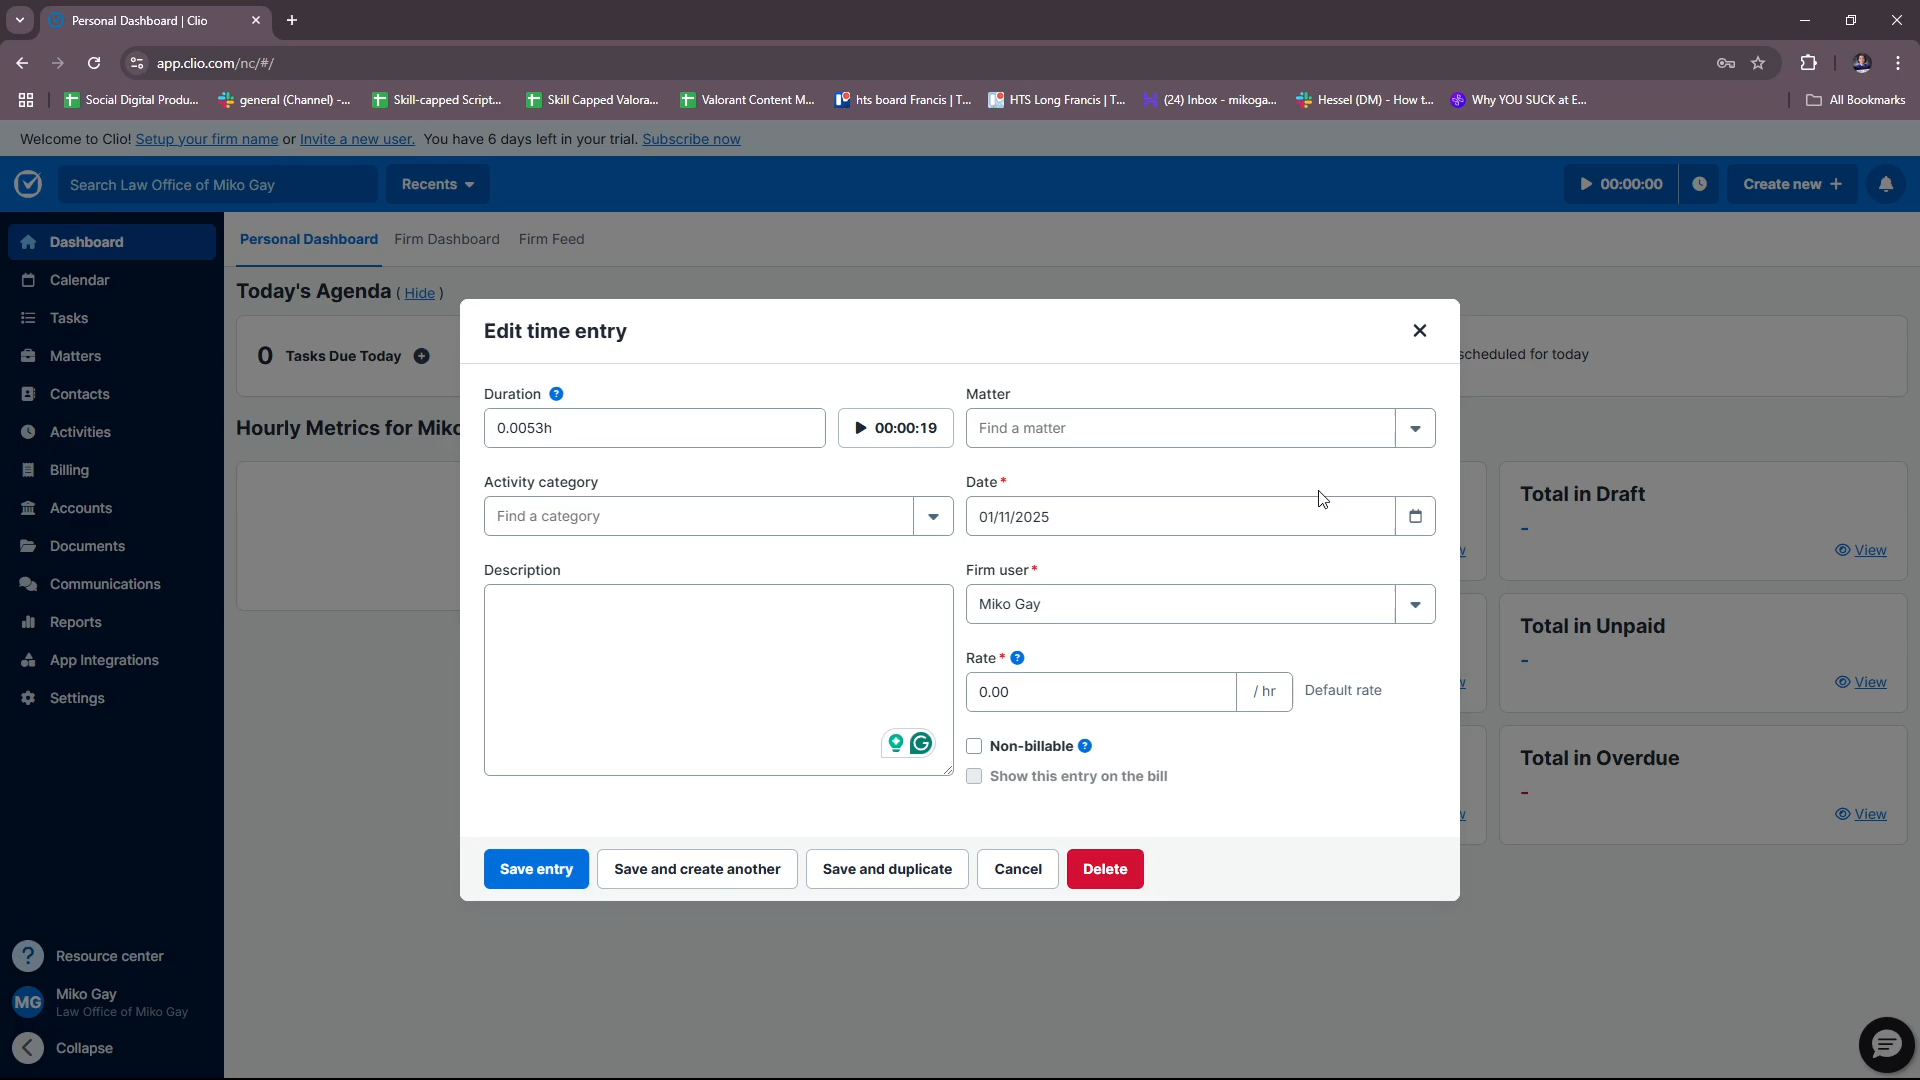 Personal Dashboard | Clio
app.clio.com/nc/#/
Social Digital Produ...
general (Channel) -...
Skill-capped Script...
Skill Capped Valora...
Valorant Content M...
hts board Francis | T...
HTS Long Francis | T...
(24) Inbox - mikoga...
Hessel (DM) - How t...
Why YOU SUCK at E...
All Bookmarks
Welcome to Clio! Setup your firm name or Invite a new user. You have 6 days left in your trial. Subscribe now
Search Law Office of Miko Gay
Recents
00:00:00
Create new +
Dashboard
Calendar
Tasks
Matters
Contacts
Activities
Billing
Accounts
Documents
Communications
Reports
App Integrations
Settings
Resource center
MG
Miko Gay
Law Office of Miko Gay
Collapse
Personal Dashboard
Firm Dashboard
Firm Feed
Today's Agenda ( Hide )
0 Tasks Due Today
scheduled for today
Hourly Metrics for Miko
Edit time entry
Duration ?
0.0053h
00:00:19
Matter
Find a matter
Activity category
Find a category
Date*
01/11/2025
Description
Firm user*
Miko Gay
Rate* ?
0.00
/ hr
Default rate
Non-billable ?
Show this entry on the bill
Save entry
Save and create another
Save and duplicate
Cancel
Delete
Total in Draft
-
View
Total in Unpaid
-
View
Total in Overdue
-
View